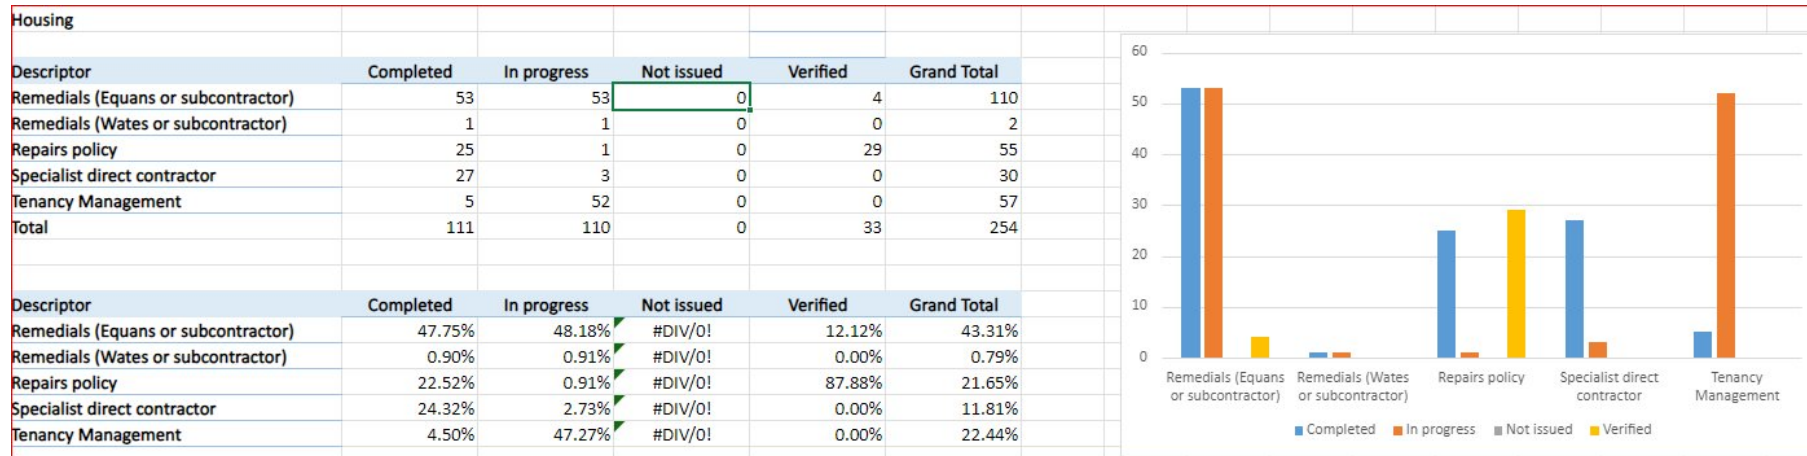 Housing
Descriptor Completed In progress Not issued Verified Grand Total
Remedials (Equans or subcontractor) 53 53 0 4 110
Remedials (Wates or subcontractor) 1 1 0 0 2
Repairs policy 25 1 0 29 55
Specialist direct contractor 27 3 0 0 30
Tenancy Management 5 52 0 0 57
Total 111 110 0 33 254
Descriptor Completed In progress Not issued Verified Grand Total
Remedials (Equans or subcontractor) 47.75% 48.18% #DIV/0! 12.12% 43.31%
Remedials (Wates or subcontractor) 0.90% 0.91% #DIV/0! 0.00% 0.79%
Repairs policy 22.52% 0.91% #DIV/0! 87.88% 21.65%
Specialist direct contractor 24.32% 2.73% #DIV/0! 0.00% 11.81%
Tenancy Management 4.50% 47.27% #DIV/0! 0.00% 22.44%
60
50
40
30
20
10
0
Remedials (Equans Remedials (Wates Repairs policy Specialist direct Tenancy
or subcontractor) or subcontractor) contractor Management
Completed In progress Not issued Verified